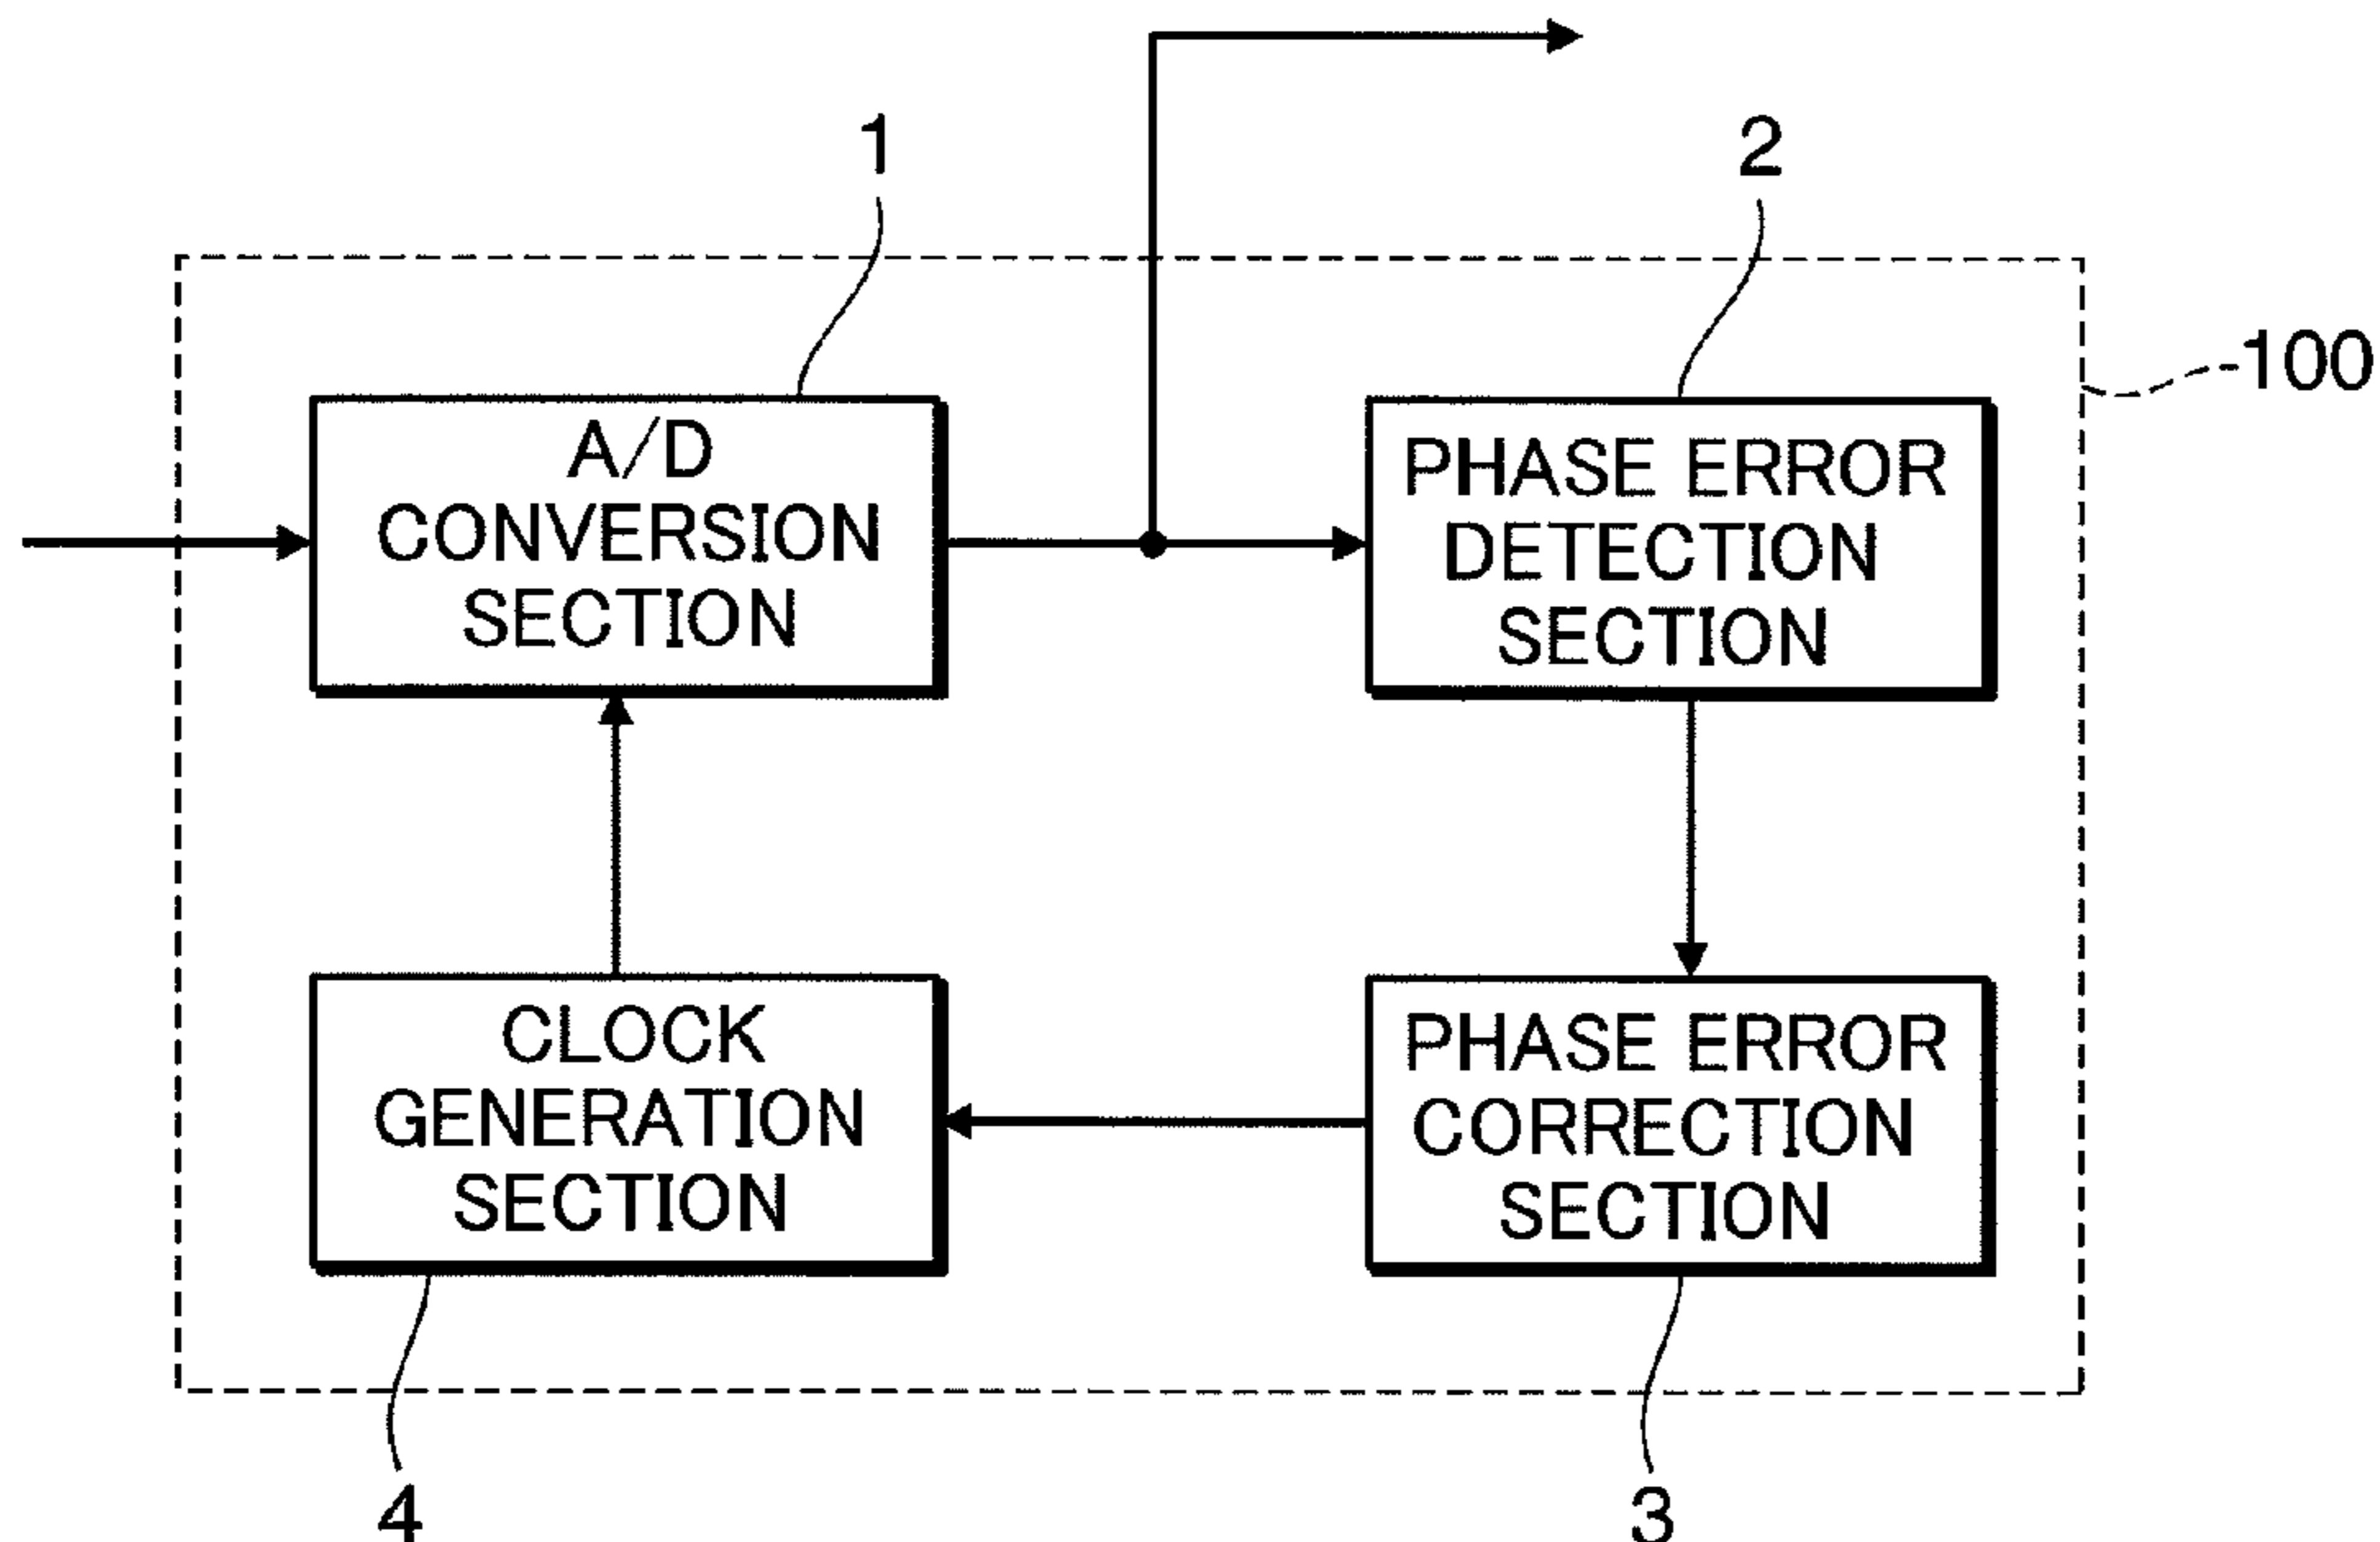 1
2
-100
A/D
CONVERSION
SECTION
PHASE ERROR
DETECTION
SECTION
CLOCK
GENERATION
SECTION
PHASE ERROR
CORRECTION
SECTION
4
3